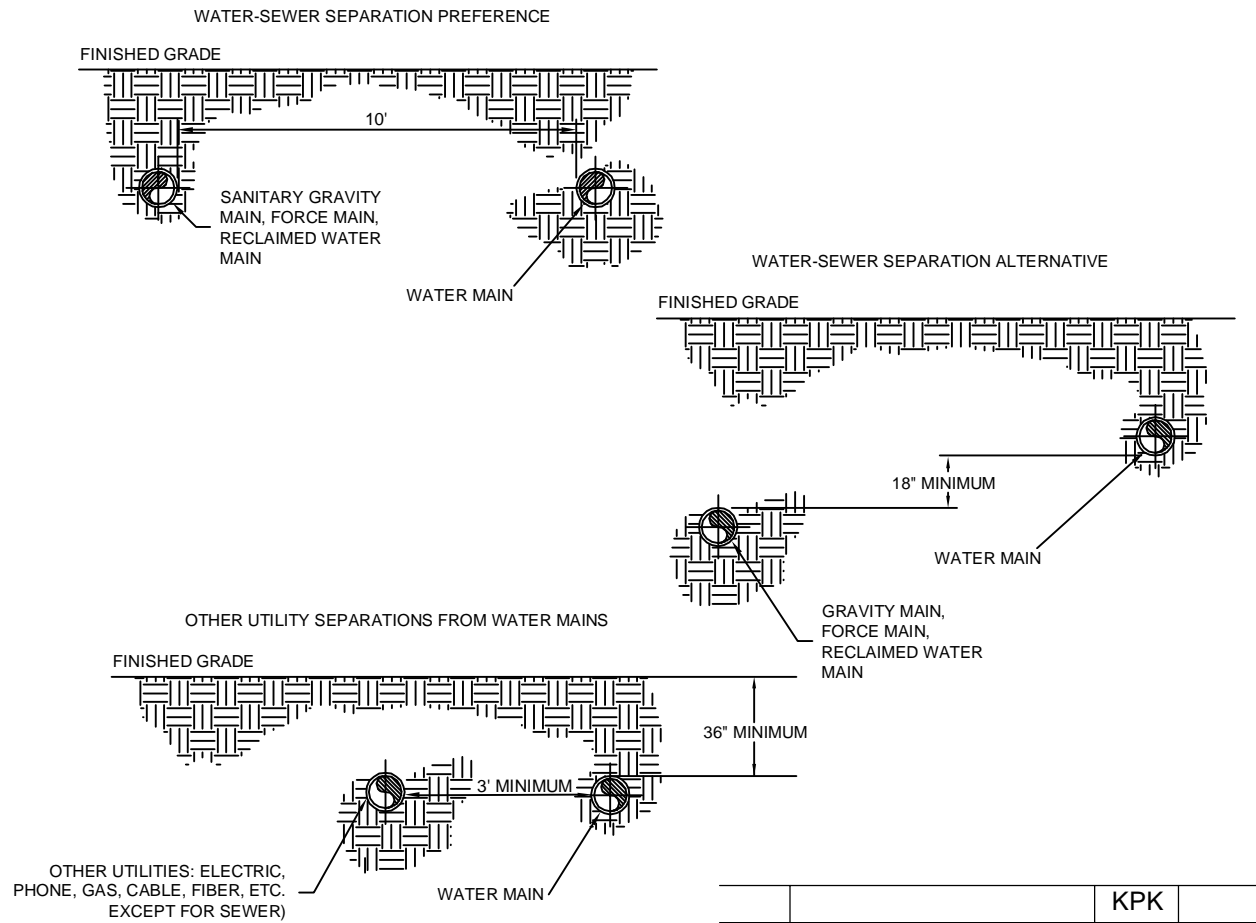 WATER-SEWER SEPARATION PREFERENCE
FINISHED GRADE
10'
SANITARY GRAVITY
MAIN, FORCE MAIN,
RECLAIMED WATER
MAIN
WATER MAIN
WATER-SEWER SEPARATION ALTERNATIVE
FINISHED GRADE
18" MINIMUM
WATER MAIN
GRAVITY MAIN,
FORCE MAIN,
RECLAIMED WATER
MAIN
OTHER UTILITY SEPARATIONS FROM WATER MAINS
FINISHED GRADE
36" MINIMUM
3' MINIMUM
OTHER UTILITIES: ELECTRIC,
PHONE, GAS, CABLE, FIBER, ETC.
EXCEPT FOR SEWER)
WATER MAIN
KPK